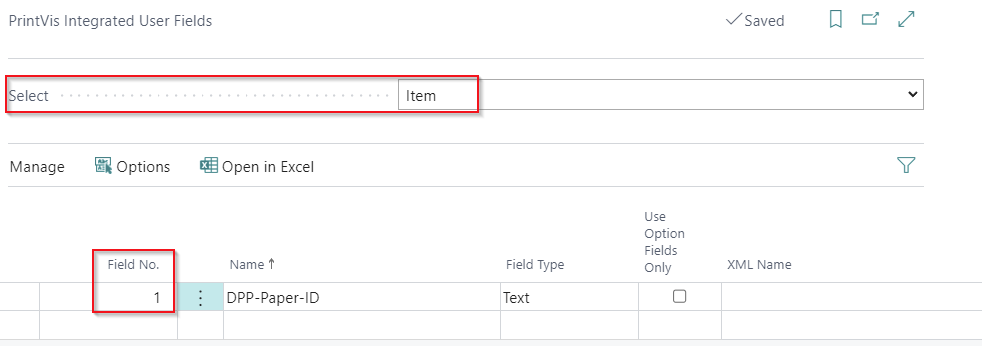 PrintVis Integrated User Fields
Saved
Select
Item
Manage
Options
Open in Excel
Field No.
Name ↑
Field Type
Use
Option
Fields
Only
XML Name
1
DPP-Paper-ID
Text